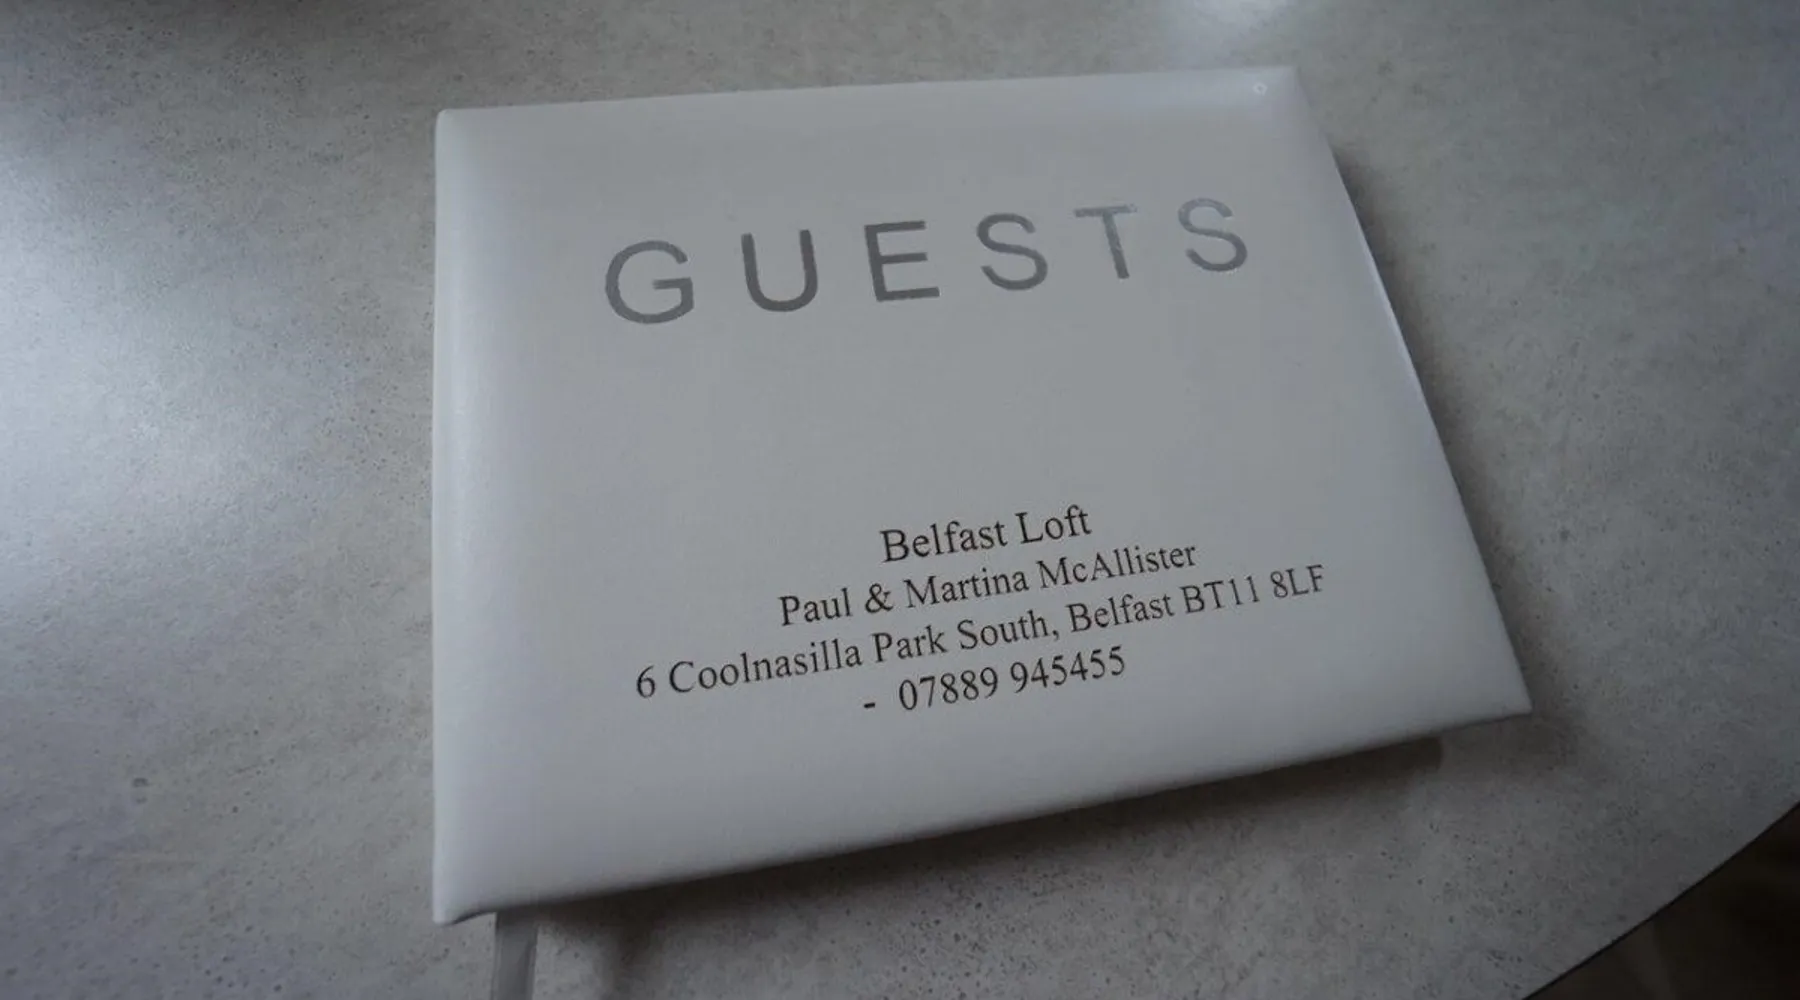 GUESTS
Belfast Loft
Paul & Martina McAllister
6 Coolnasilla Park South, Belfast BT11 8LF
- 07889 945455